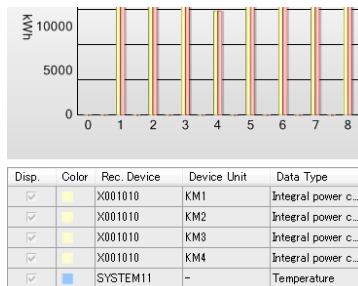 kWh
10000
5000
0
0 1 2 3 4 5 6 7 8
Disp. Color Rec. Device Device Unit Data Type
X001010 KM1 Integral power c...
X001010 KM2 Integral power c...
X001010 KM3 Integral power c...
X001010 KM4 Integral power c...
SYSTEM11 - Temperature